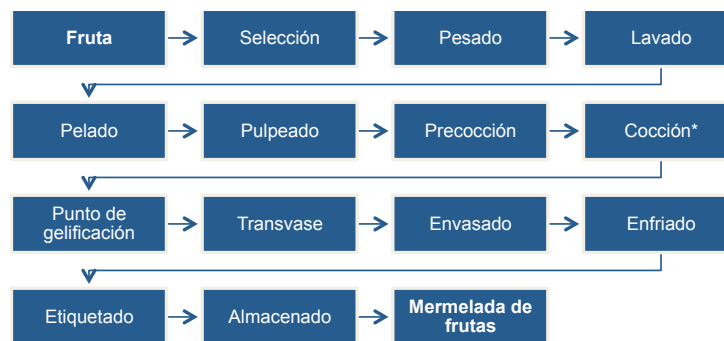 Fruta
Selección
Pesado
Lavado
Pelado
Pulpeado
Precocción
Cocción*
Punto de
gelificación
Transvase
Envasado
Enfriado
Etiquetado
Almacenado
Mermelada de
frutas